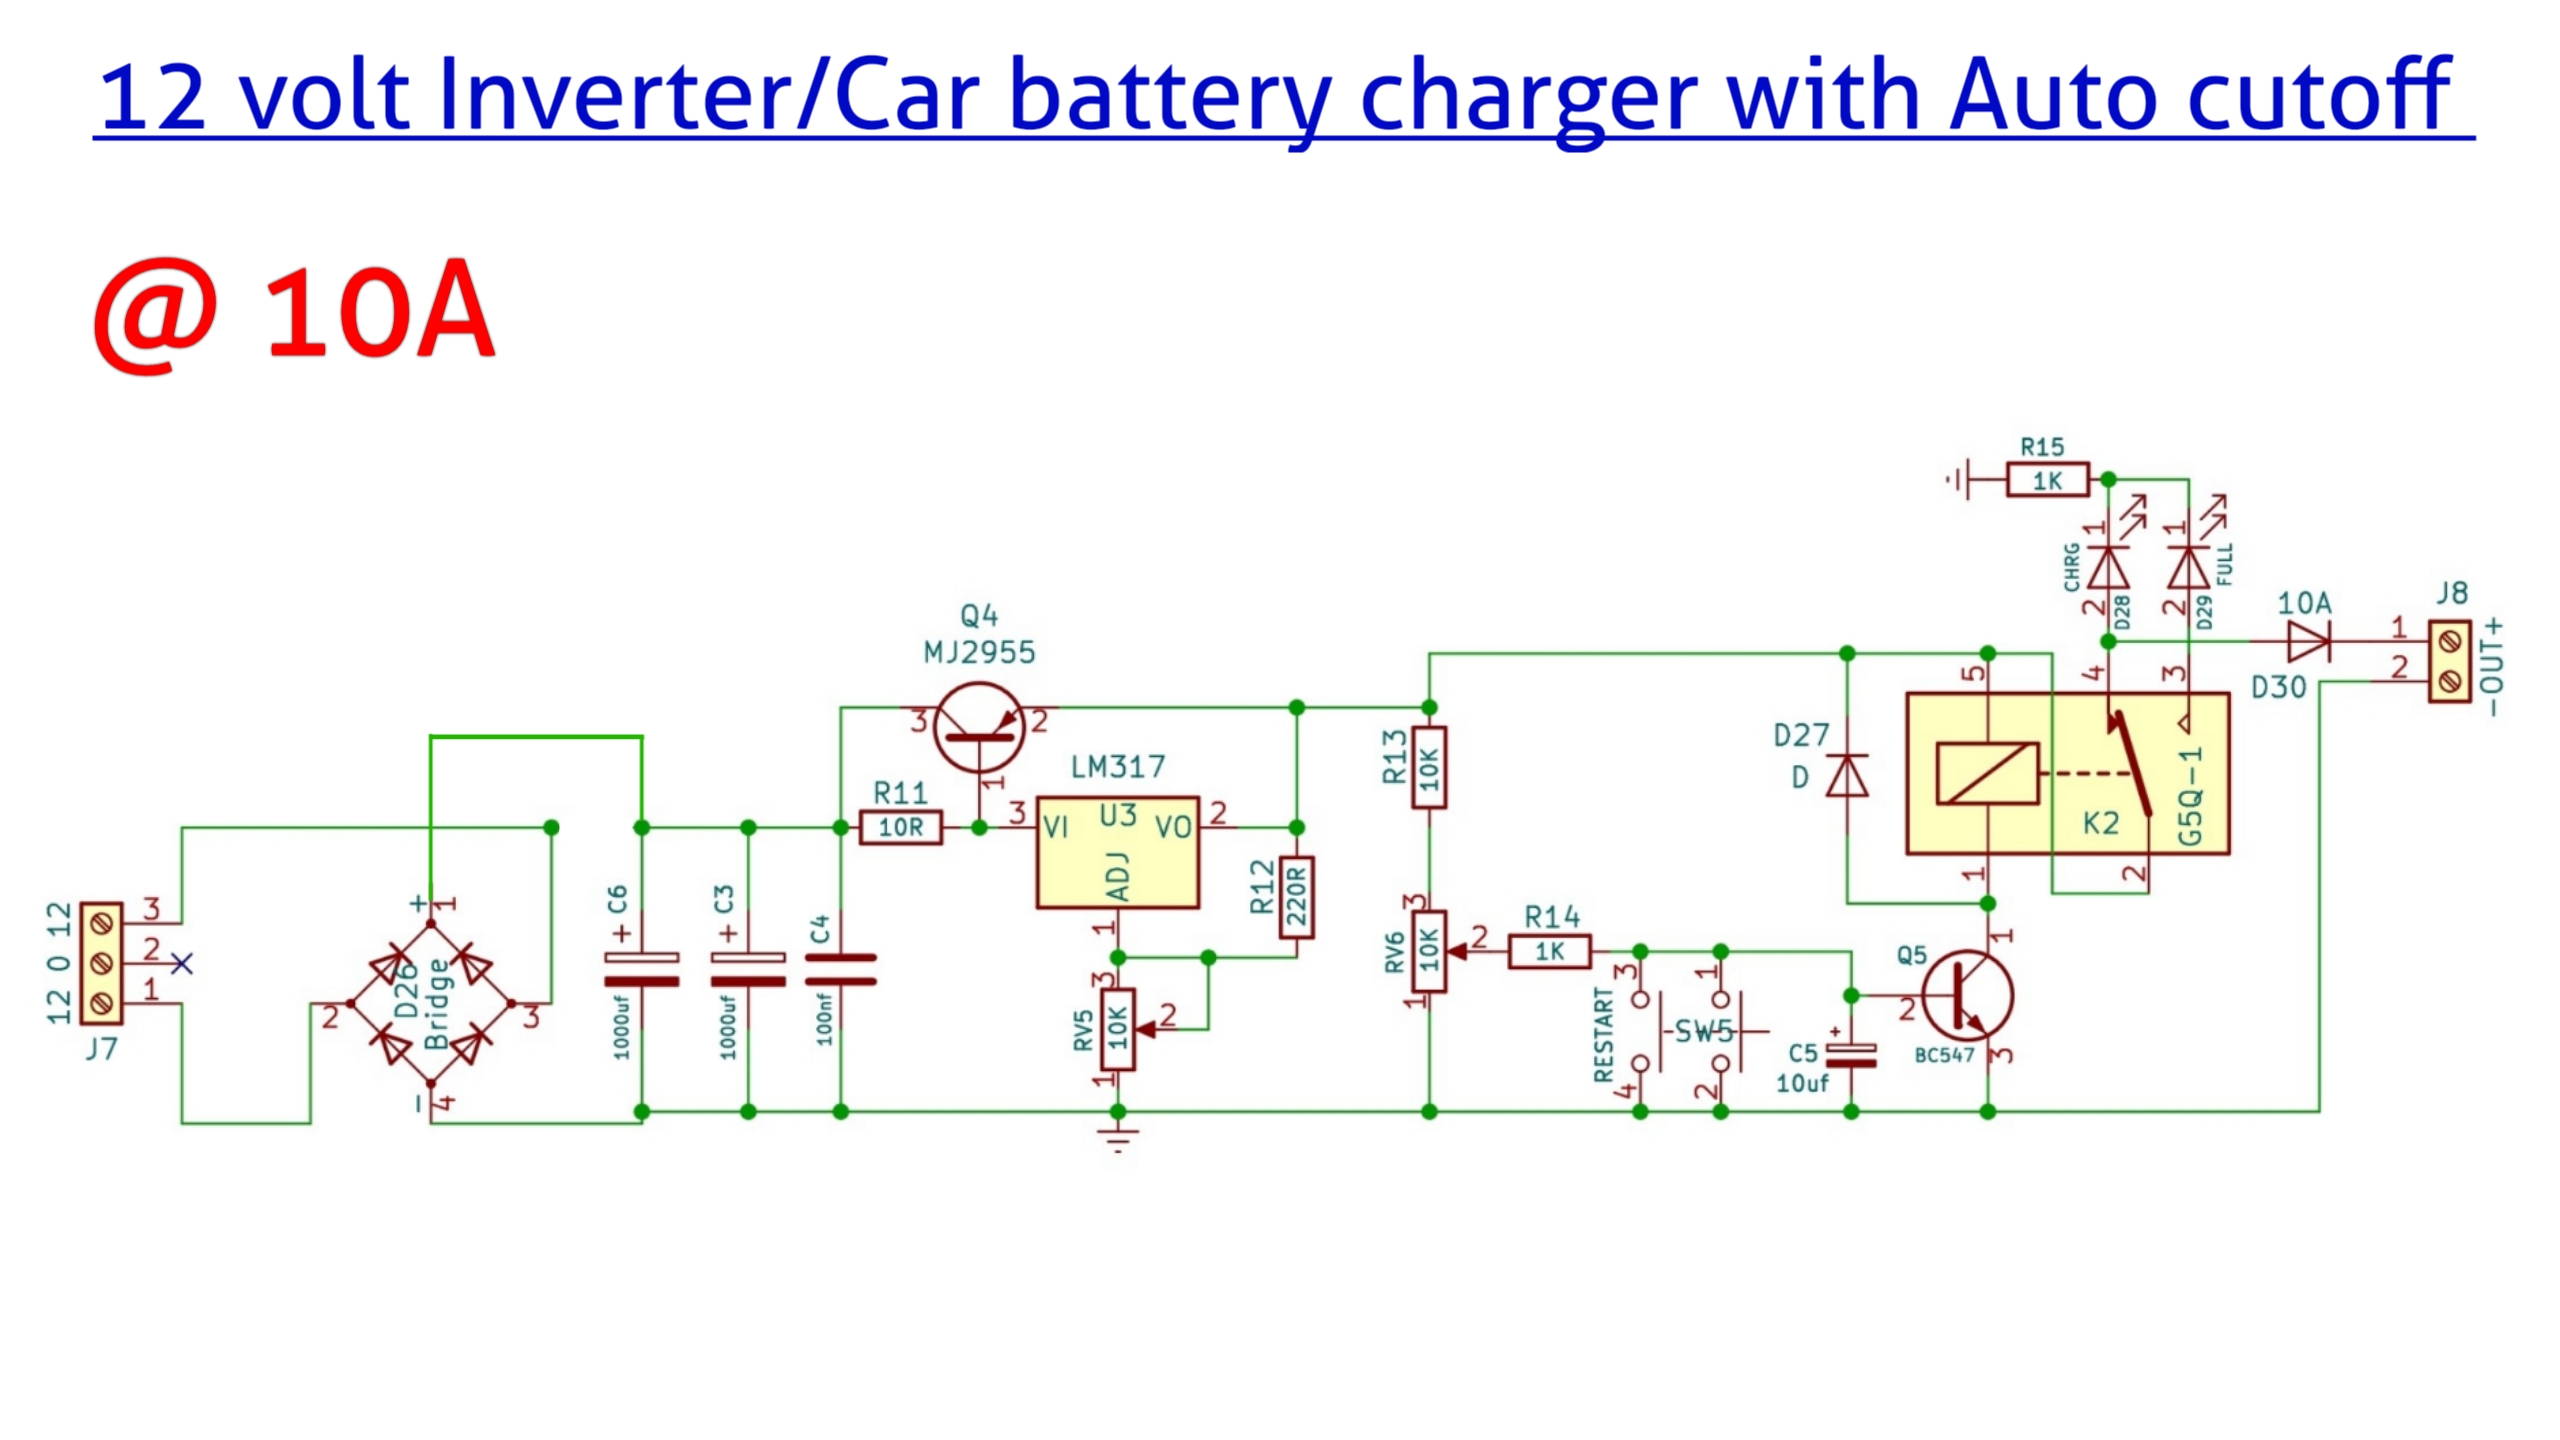 12 volt Inverter/Car battery charger with Auto cutoff
@ 10A
R15
1K
1
1
CHRG
FULL
2
2
D28
D29
10A
J8
1
2
-OUT+
D30
Q4
MJ2955
3
2
1
LM317
R11
10R
3
VI
U3
VO
2
ADJ
1
R12
220R
R13
10K
5
4
3
D27
D
K2
G5Q-1
1
2
12 0 12
3
2
1
J7
+
1
D26
Bridge
2
3
-
4
C6
+
1000uf
C3
+
1000uf
C4
100nf
3
RV5
10K
2
1
3
RV6
10K
2
1
R14
1K
3
1
RESTART
SW5
4
2
+
C5
10uf
Q5
1
2
BC547
3